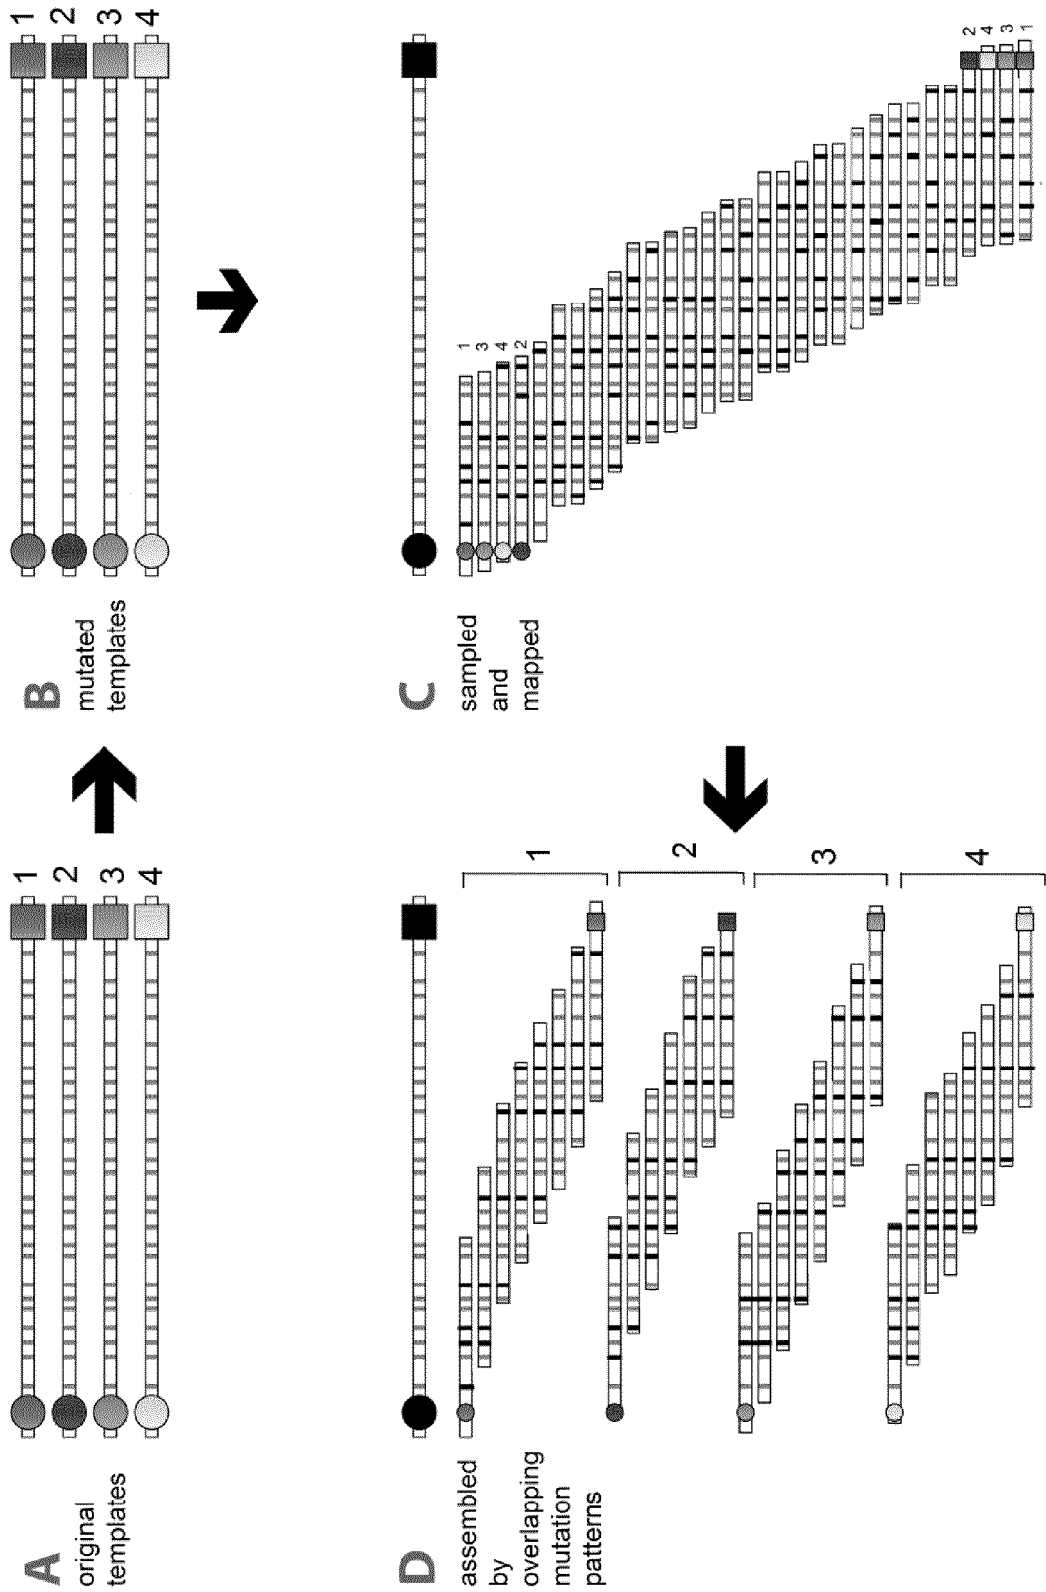 A
original
templates
1
2
3
4
B
mutated
templates
1
2
3
4
C
sampled
and
mapped
1
3
4
2
2
4
3
1
D
assembled
by
overlapping
mutation
patterns
1
2
3
4